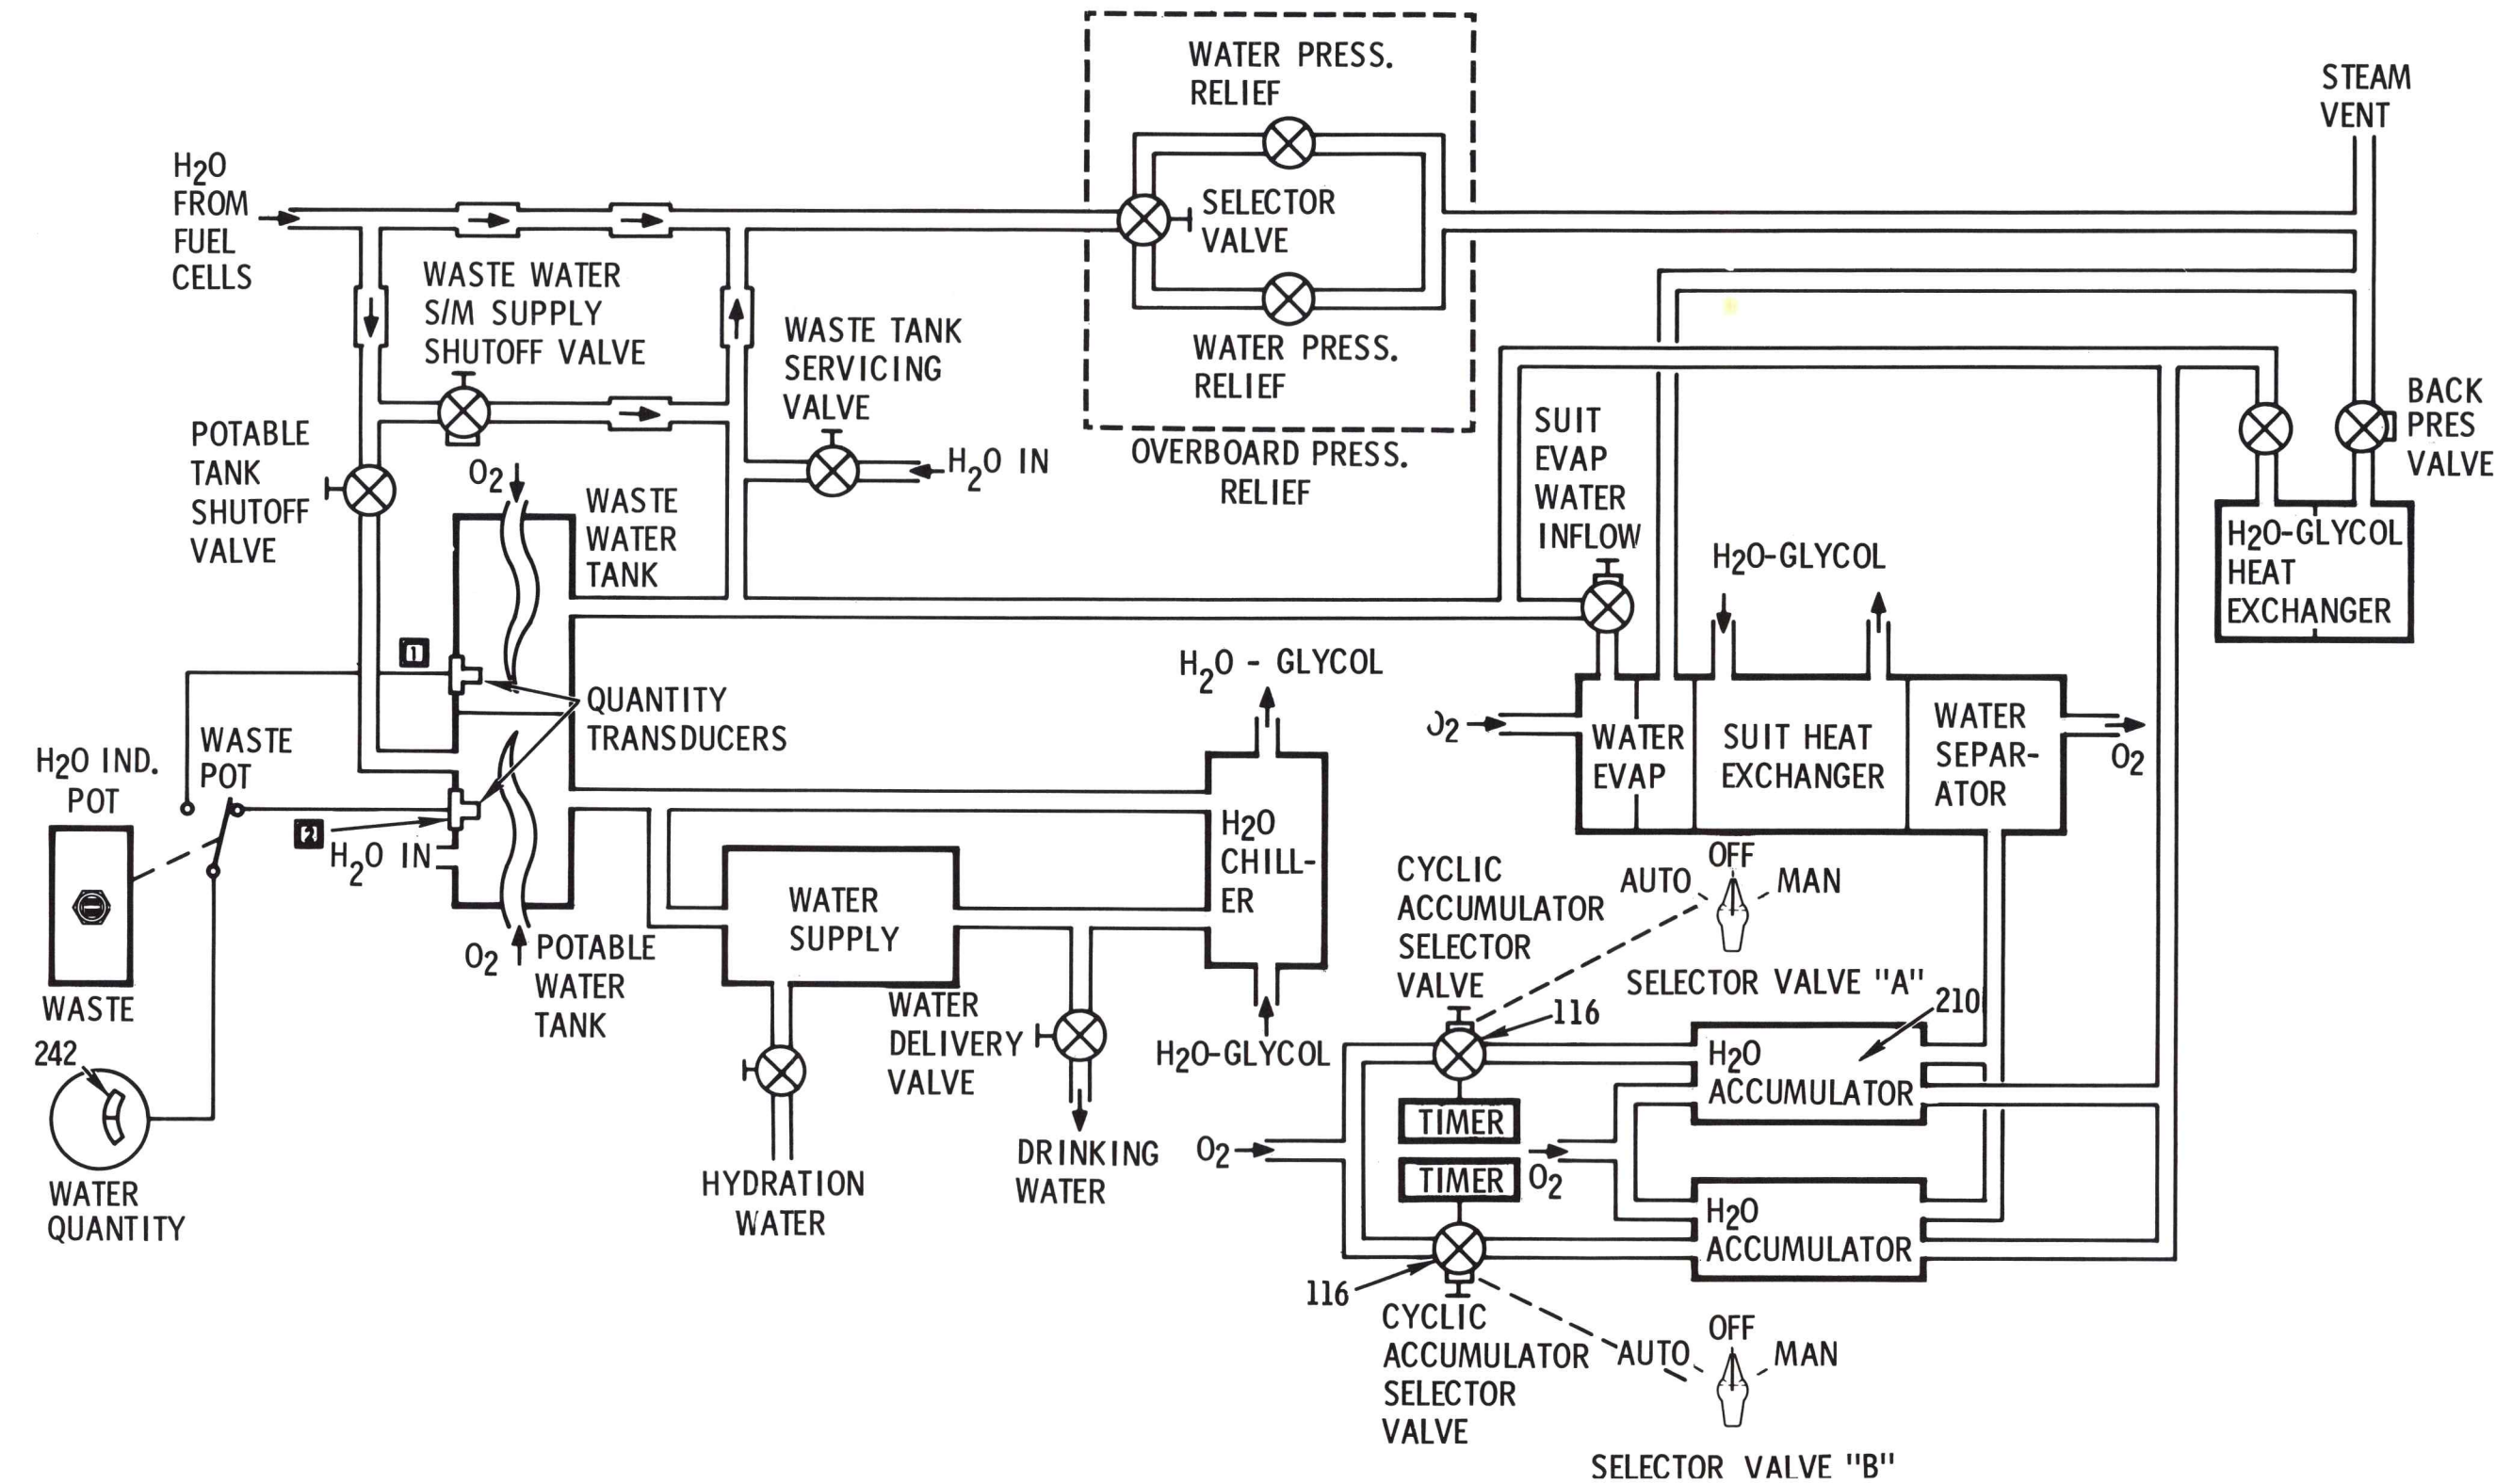 WATER PRESS.
RELIEF
SELECTOR
VALVE
WATER PRESS.
RELIEF
OVERBOARD PRESS.
RELIEF
STEAM
VENT
H2O
FROM
FUEL
CELLS
WASTE WATER
S/M SUPPLY
SHUTOFF VALVE
WASTE TANK
SERVICING
VALVE
H2O IN
POTABLE
TANK
SHUTOFF
VALVE
O2
WASTE
WATER
TANK
SUIT
EVAP
WATER
INFLOW
BACK
PRES
VALVE
H2O-GLYCOL
HEAT
EXCHANGER
H2O-GLYCOL
1
QUANTITY
TRANSDUCERS
H2O - GLYCOL
O2
WATER
EVAP
SUIT HEAT
EXCHANGER
WATER
SEPAR-
ATOR
O2
H2O IND.
POT
WASTE
POT
2
H2O IN
WASTE
242
WATER
QUANTITY
O2
POTABLE
WATER
TANK
WATER
SUPPLY
H2O
CHILL-
ER
WATER
DELIVERY
VALVE
H2O-GLYCOL
HYDRATION
WATER
DRINKING
WATER
CYCLIC
ACCUMULATOR
SELECTOR
VALVE
AUTO
OFF
MAN
SELECTOR VALVE "A"
116
210
H2O
ACCUMULATOR
TIMER
O2
O2
TIMER
H2O
ACCUMULATOR
116
CYCLIC
ACCUMULATOR
SELECTOR
VALVE
AUTO
OFF
MAN
SELECTOR VALVE "B"